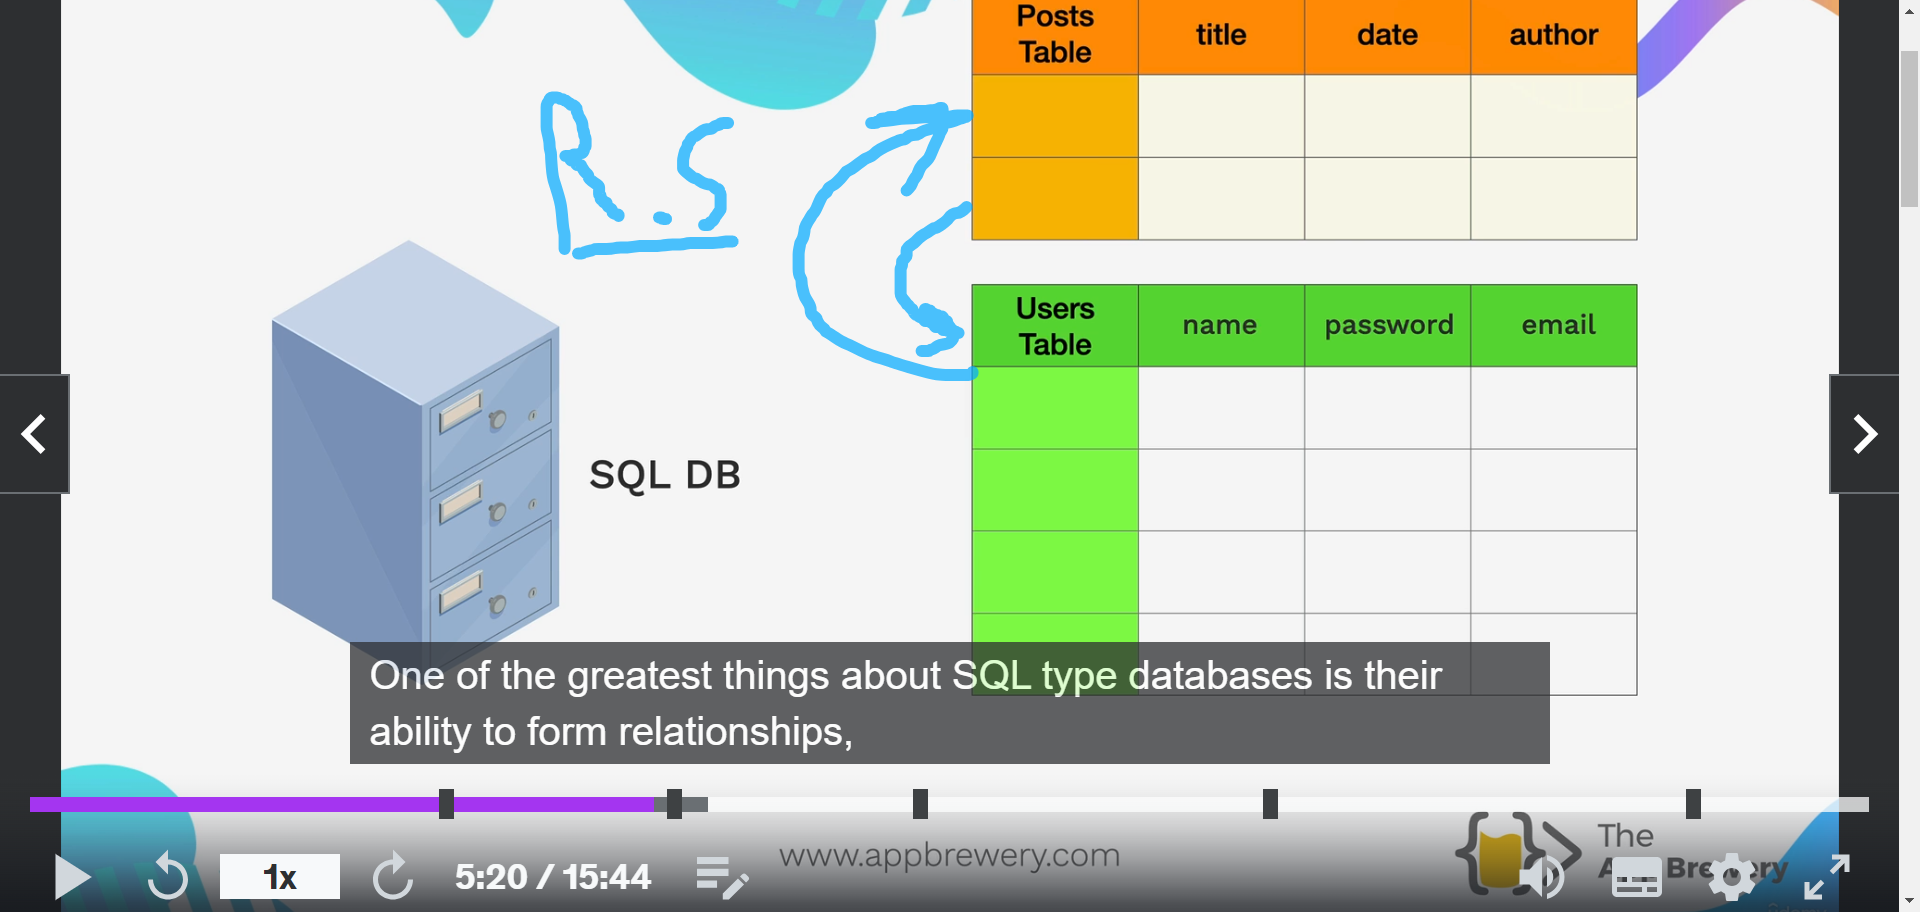 Posts Table
title
date
author
R.S
Users Table
name
password
email
SQL DB
One of the greatest things about SQL type databases is their
ability to form relationships,
www.appbrewery.com
The
App Brewery
1x
5:20 / 15:44